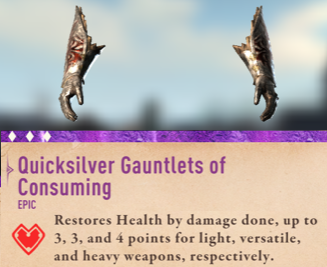 Quicksilver Gauntlets of
Consuming
EPIC
Restores Health by damage done, up to
3, 3, and 4 points for light, versatile,
and heavy weapons, respectively.